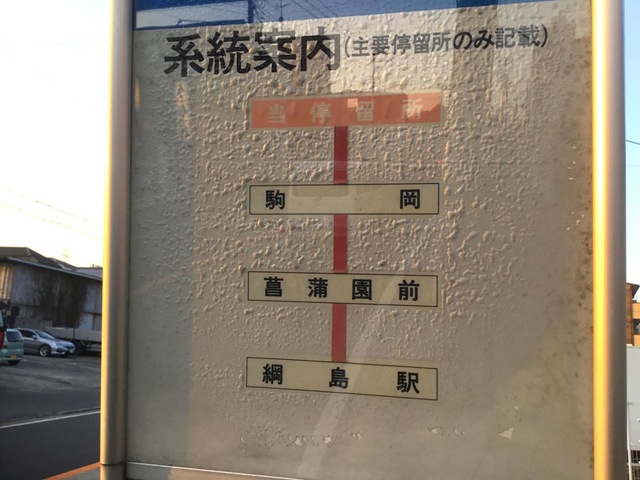 系統案内(主要停留所のみ記載)
当停留所
駒岡
菖蒲園前
綱島駅